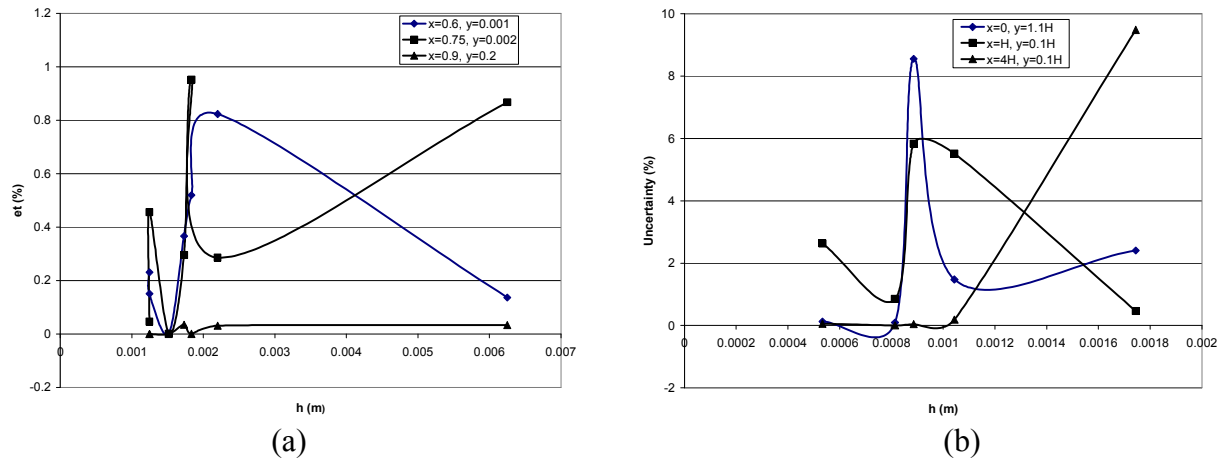 1.2
1
0.8
0.6
0.4
0.2
0
-0.2
et (%)
x=0.6, y=0.001
x=0.75, y=0.002
x=0.9, y=0.2
0 0.001 0.002 0.003 0.004 0.005 0.006 0.007
h (m)
(a)
10
8
6
4
2
0
-2
Uncertainty (%)
x=0, y=1.1H
x=H, y=0.1H
x=4H, y=0.1H
0 0.0002 0.0004 0.0006 0.0008 0.001 0.0012 0.0014 0.0016 0.0018 0.002
h (m)
(b)